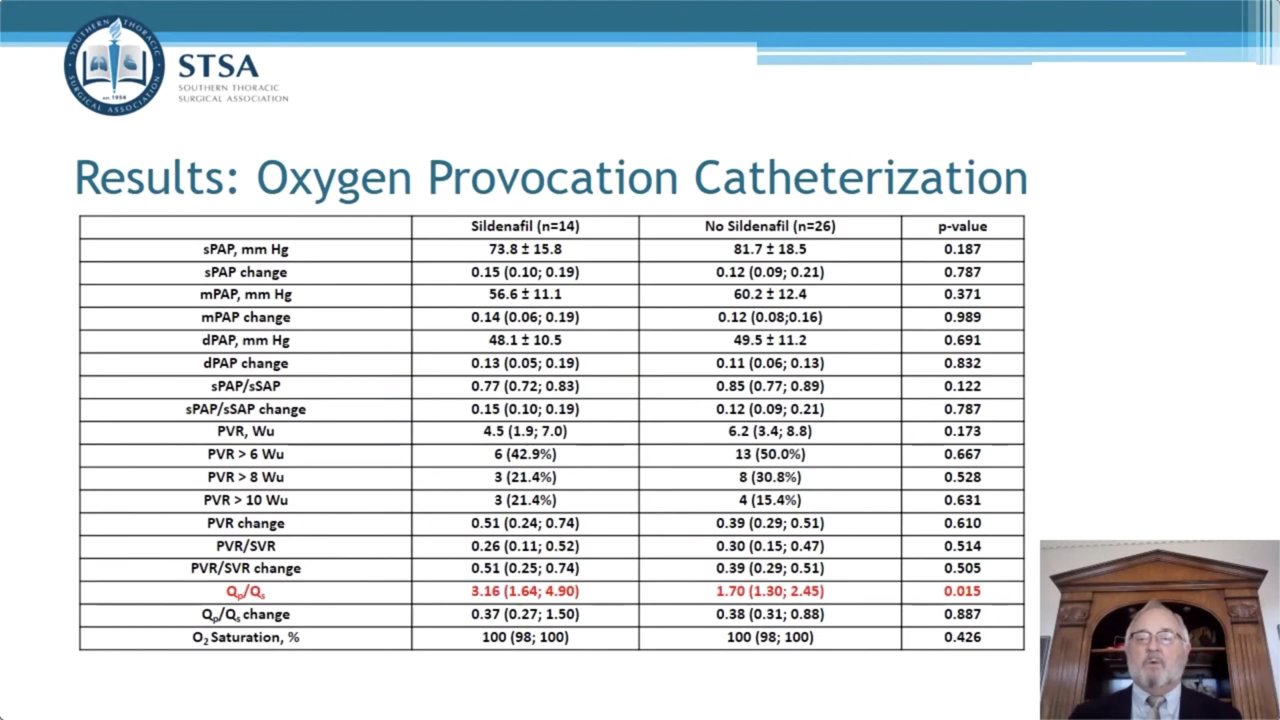 SOUTHERN THORACIC
SURGICAL ASSOCIATION
est. 1954
STSA
SOUTHERN THORACIC
SURGICAL ASSOCIATION
Results: Oxygen Provocation Catheterization
Sildenafil (n=14) No Sildenafil (n=26) p-value
sPAP, mm Hg 73.8 ± 15.8 81.7 ± 18.5 0.187
sPAP change 0.15 (0.10; 0.19) 0.12 (0.09; 0.21) 0.787
mPAP, mm Hg 56.6 ± 11.1 60.2 ± 12.4 0.371
mPAP change 0.14 (0.06; 0.19) 0.12 (0.08;0.16) 0.989
dPAP, mm Hg 48.1 ± 10.5 49.5 ± 11.2 0.691
dPAP change 0.13 (0.05; 0.19) 0.11 (0.06; 0.13) 0.832
sPAP/sSAP 0.77 (0.72; 0.83) 0.85 (0.77; 0.89) 0.122
sPAP/sSAP change 0.15 (0.10; 0.19) 0.12 (0.09; 0.21) 0.787
PVR, Wu 4.5 (1.9; 7.0) 6.2 (3.4; 8.8) 0.173
PVR > 6 Wu 6 (42.9%) 13 (50.0%) 0.667
PVR > 8 Wu 3 (21.4%) 8 (30.8%) 0.528
PVR > 10 Wu 3 (21.4%) 4 (15.4%) 0.631
PVR change 0.51 (0.24; 0.74) 0.39 (0.29; 0.51) 0.610
PVR/SVR 0.26 (0.11; 0.52) 0.30 (0.15; 0.47) 0.514
PVR/SVR change 0.51 (0.25; 0.74) 0.39 (0.29; 0.51) 0.505
Qp/Qs 3.16 (1.64; 4.90) 1.70 (1.30; 2.45) 0.015
Qp/Qs change 0.37 (0.27; 1.50) 0.38 (0.31; 0.88) 0.887
O2 Saturation, % 100 (98; 100) 100 (98; 100) 0.426